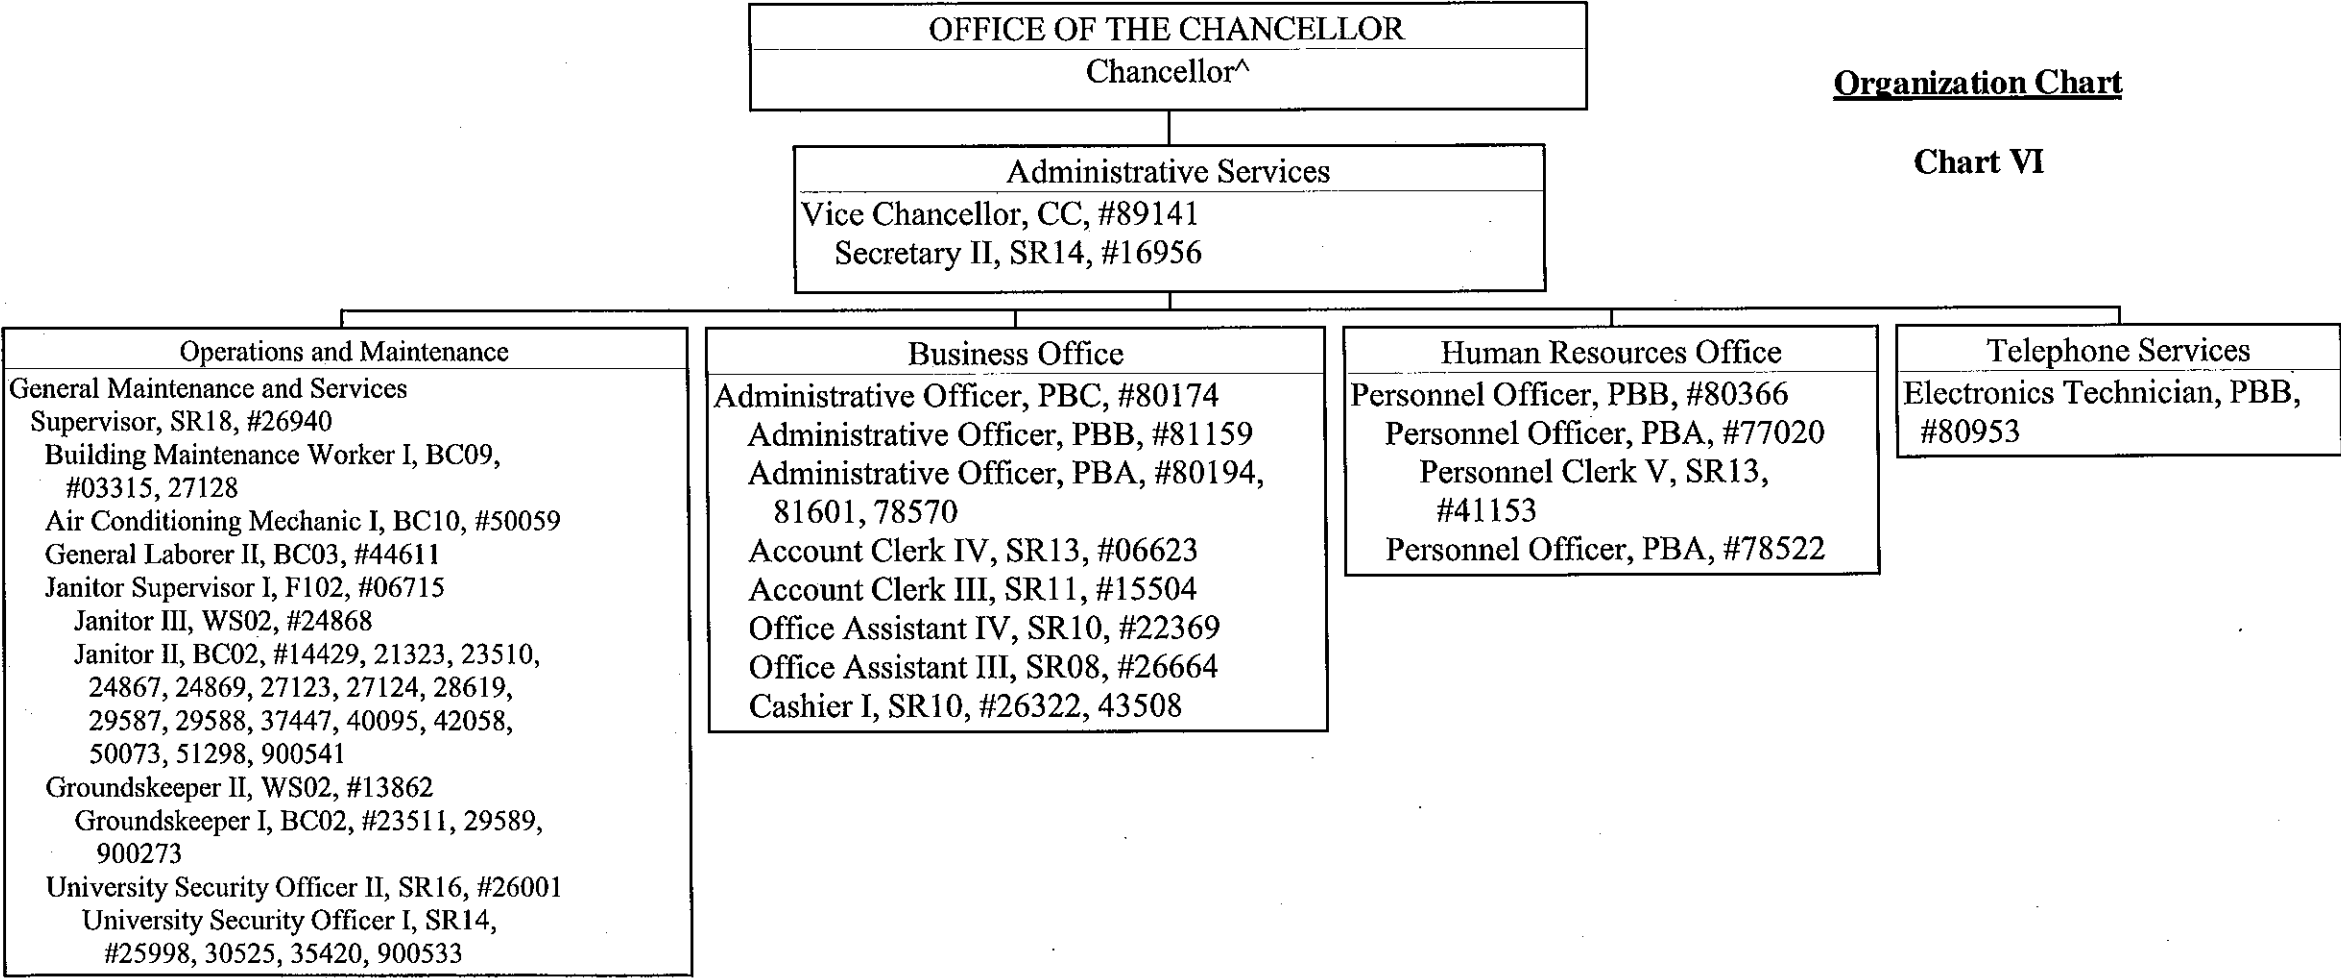 OFFICE OF THE CHANCELLOR
Chancellor^
Organization Chart
Chart VI
Administrative Services
Vice Chancellor, CC, #89141
Secretary II, SR14, #16956
Operations and Maintenance
General Maintenance and Services
Supervisor, SR18, #26940
Building Maintenance Worker I, BC09,
#03315, 27128
Air Conditioning Mechanic I, BC10, #50059
General Laborer II, BC03, #44611
Janitor Supervisor I, F102, #06715
Janitor III, WS02, #24868
Janitor II, BC02, #14429, 21323, 23510,
24867, 24869, 27123, 27124, 28619,
29587, 29588, 37447, 40095, 42058,
50073, 51298, 900541
Groundskeeper II, WS02, #13862
Groundskeeper I, BC02, #23511, 29589,
900273
University Security Officer II, SR16, #26001
University Security Officer I, SR14,
#25998, 30525, 35420, 900533
Business Office
Administrative Officer, PBC, #80174
Administrative Officer, PBB, #81159
Administrative Officer, PBA, #80194,
81601, 78570
Account Clerk IV, SR13, #06623
Account Clerk III, SR11, #15504
Office Assistant IV, SR10, #22369
Office Assistant III, SR08, #26664
Cashier I, SR10, #26322, 43508
Human Resources Office
Personnel Officer, PBB, #80366
Personnel Officer, PBA, #77020
Personnel Clerk V, SR13,
#41153
Personnel Officer, PBA, #78522
Telephone Services
Electronics Technician, PBB,
#80953